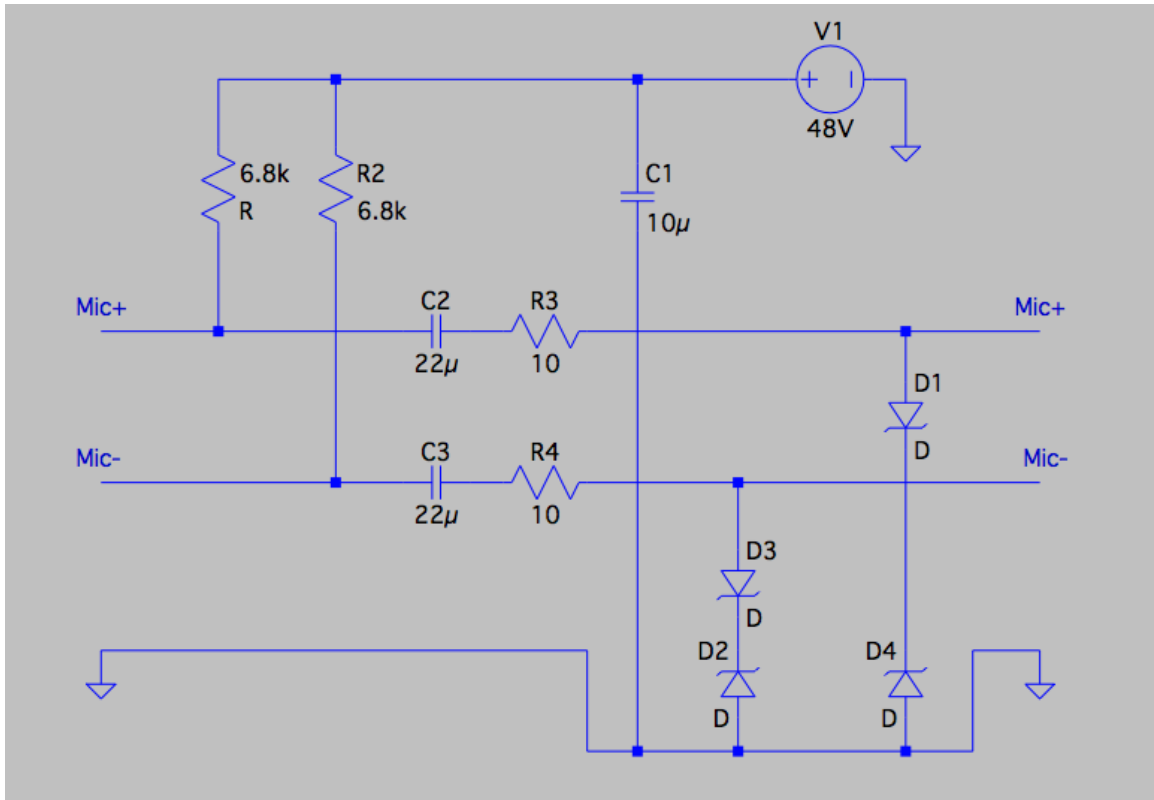 V1
+
48V
6.8k
R
R2
6.8k
C1
10µ
Mic+
C2
22µ
R3
10
Mic+
D1
D
Mic-
C3
22µ
R4
10
Mic-
D3
D
D2
D
D4
D